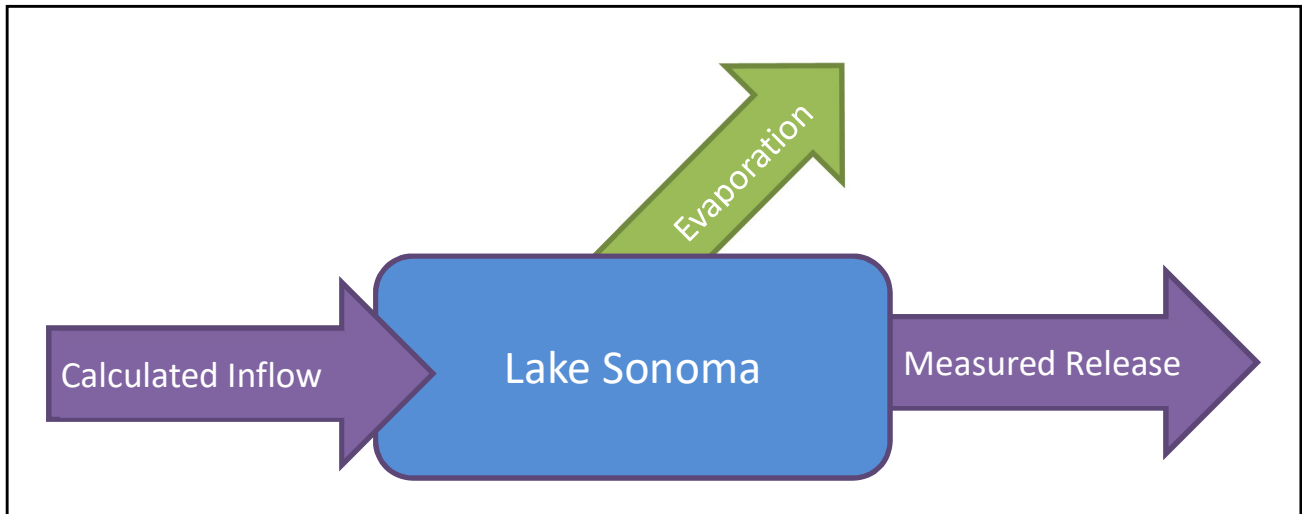 Evaporation
Calculated Inflow
Lake Sonoma
Measured Release